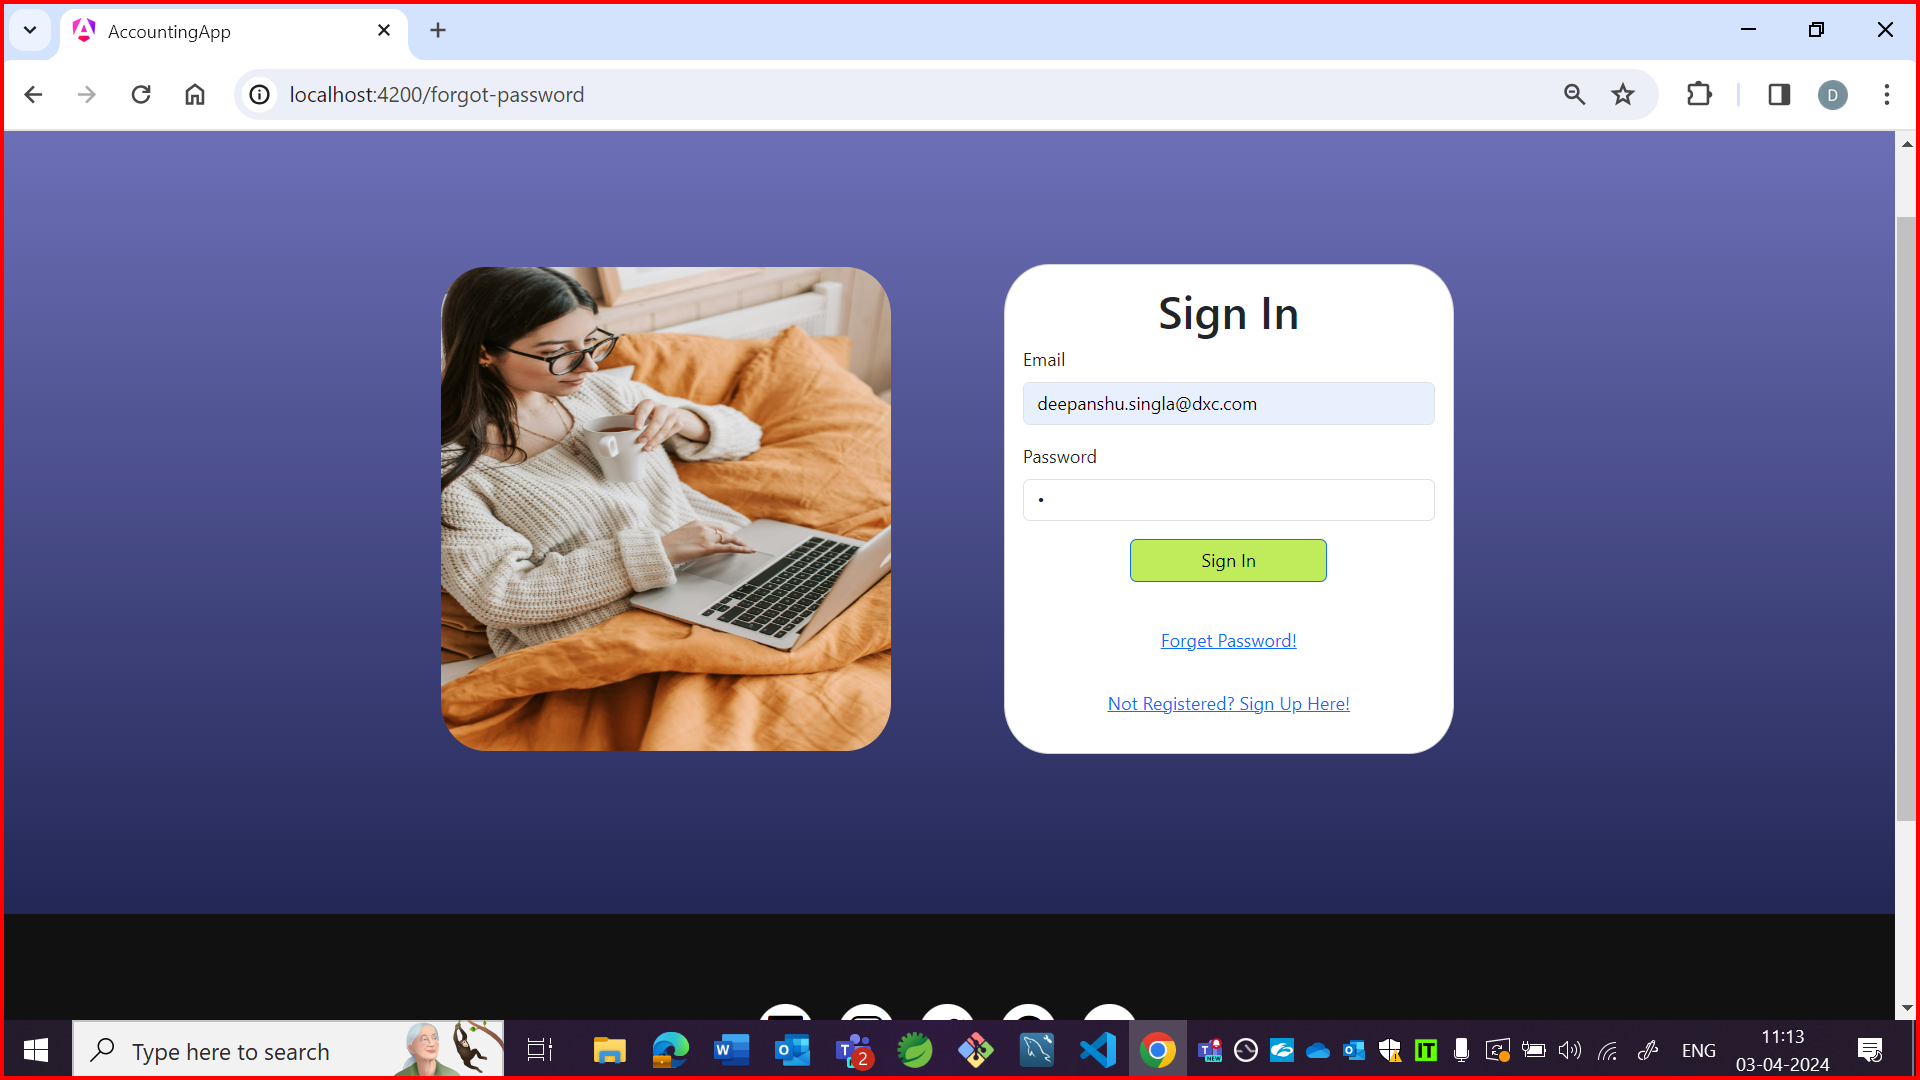 AccountingApp
localhost:4200/forgot-password
D
Sign In
Email
deepanshu.singla@dxc.com
Password
•
Sign In
Forget Password!
Not Registered? Sign Up Here!
Type here to search
2
ENG
11:13
03-04-2024